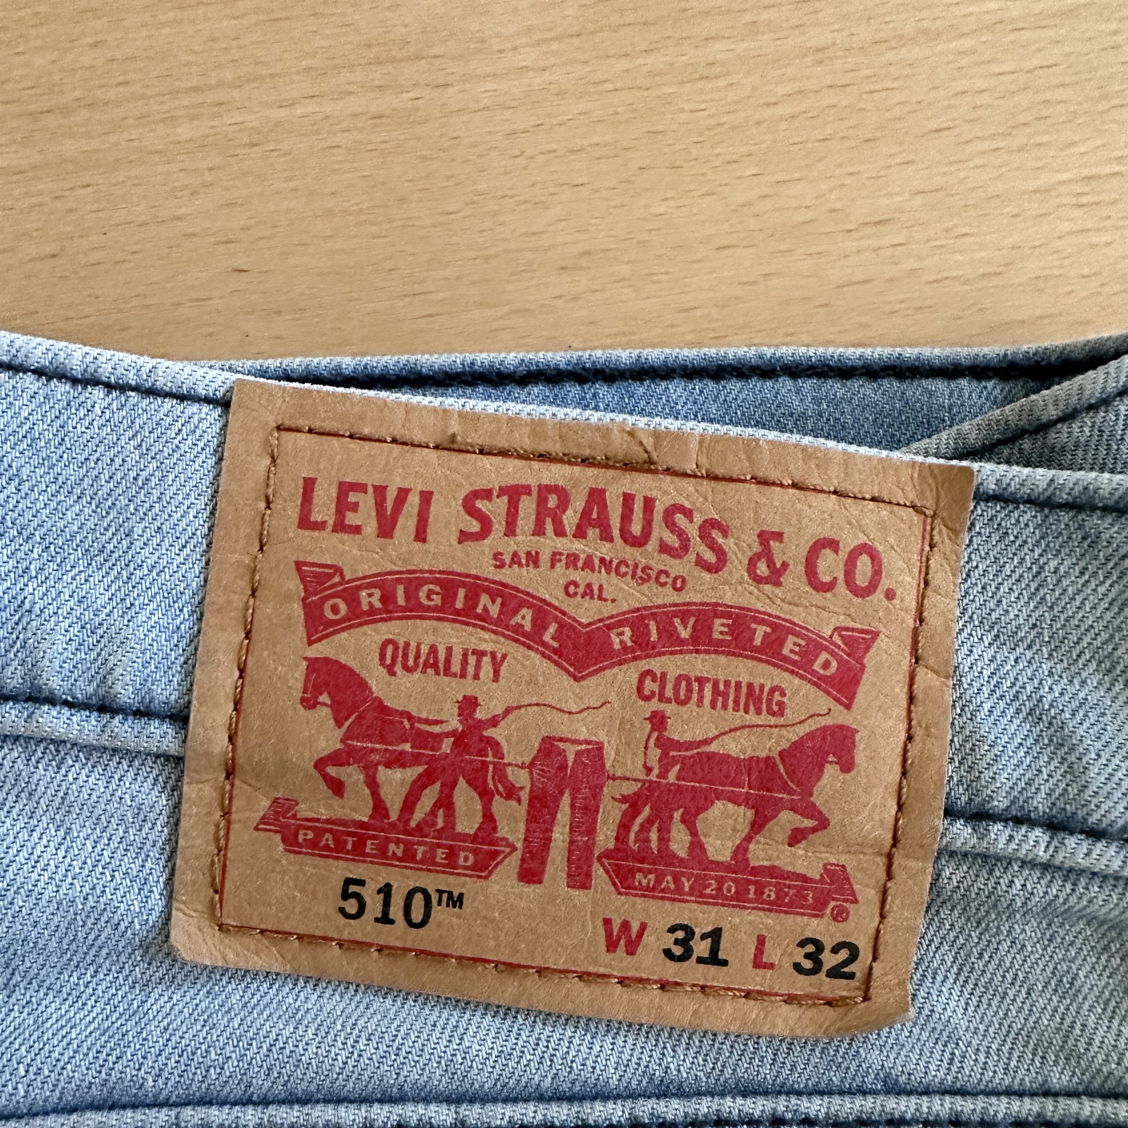 LEVI STRAUSS & CO.
SAN FRANCISCO
CAL.
ORIGINAL RIVETED
QUALITY CLOTHING
PATENTED MAY 20 1873 ®
510™ W 31 L 32